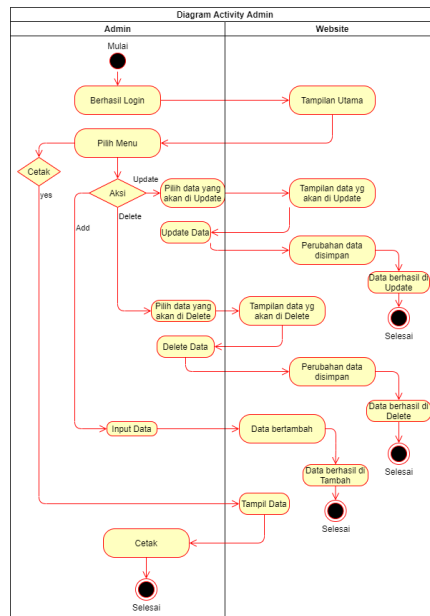 Diagram Activity Admin
Admin
Website
Mulai
Berhasil Login
Tampilan Utama
Pilih Menu
Cetak
yes
Aksi
Update
Pilih data yang
akan di Update
Tampilan data yg
akan di Update
Delete
Add
Update Data
Perubahan data
disimpan
Data berhasil di
Update
Selesai
Pilih data yang
akan di Delete
Tampilan data yg
akan di Delete
Delete Data
Perubahan data
disimpan
Data berhasil di
Delete
Selesai
Input Data
Data bertambah
Data berhasil di
Tambah
Selesai
Tampil Data
Cetak
Selesai